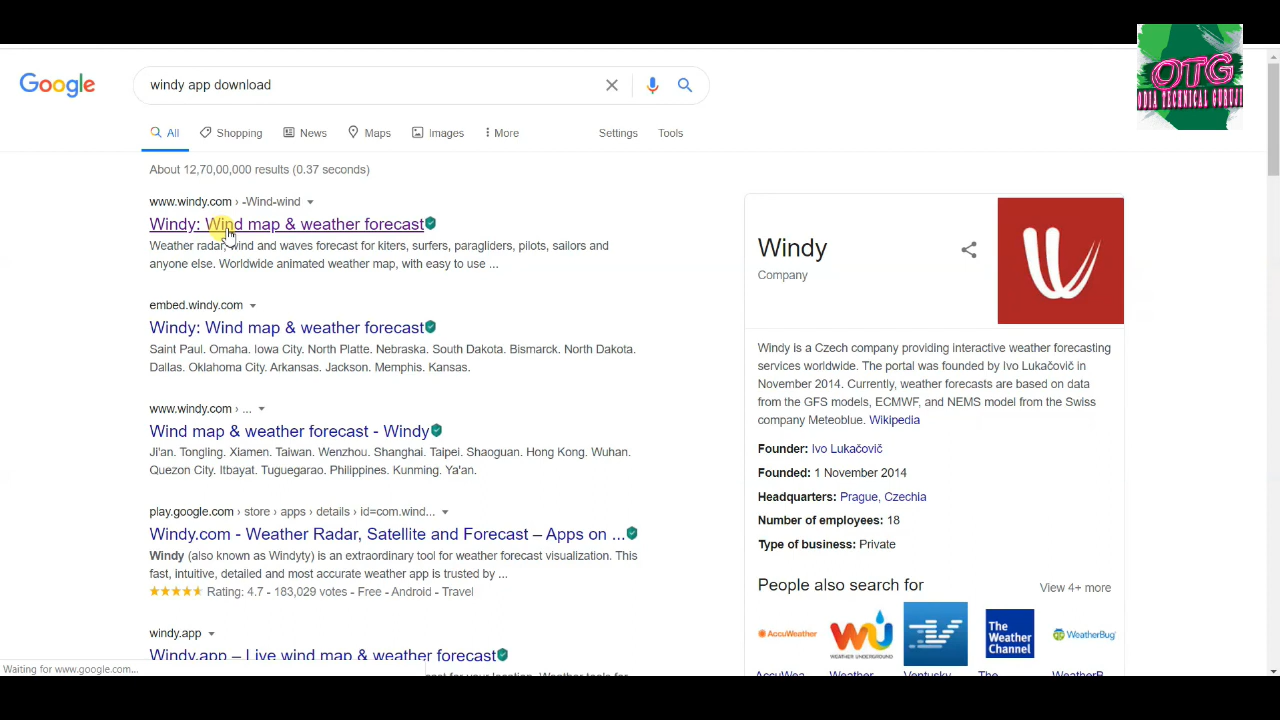 OTG
ODIA TECHNICAL GURUJI
Google
windy app download
All
Shopping
News
Maps
Images
More
Settings
Tools
About 12,70,00,000 results (0.37 seconds)
www.windy.com › -Wind-wind
Windy: Wind map & weather forecast
Weather radar, wind and waves forecast for kiters, surfers, paragliders, pilots, sailors and
anyone else. Worldwide animated weather map, with easy to use ...
embed.windy.com
Windy: Wind map & weather forecast
Saint Paul. Omaha. Iowa City. North Platte. Nebraska. South Dakota. Bismarck. North Dakota.
Dallas. Oklahoma City. Arkansas. Jackson. Memphis. Kansas.
www.windy.com › ...
Wind map & weather forecast - Windy
Ji'an. Tongling. Xiamen. Taiwan. Wenzhou. Shanghai. Taipei. Shaoguan. Hong Kong. Wuhan.
Quezon City. Itbayat. Tuguegarao. Philippines. Kunming. Ya'an.
play.google.com › store › apps › details › id=com.wind...
Windy.com - Weather Radar, Satellite and Forecast – Apps on ...
Windy (also known as Windyty) is an extraordinary tool for weather forecast visualization. This
fast, intuitive, detailed and most accurate weather app is trusted by ...
Rating: 4.7 - 183,029 votes - Free - Android - Travel
windy.app
Windy.app – Live wind map & weather forecast
Waiting for www.google.com...
Windy
Company
Windy is a Czech company providing interactive weather forecasting
services worldwide. The portal was founded by Ivo Lukačovič in
November 2014. Currently, weather forecasts are based on data
from the GFS models, ECMWF, and NEMS model from the Swiss
company Meteoblue. Wikipedia
Founder: Ivo Lukačovič
Founded: 1 November 2014
Headquarters: Prague, Czechia
Number of employees: 18
Type of business: Private
People also search for
View 4+ more
AccuWeather
WEATHER UNDERGROUND
The Weather Channel
WeatherBug
AccuWea...
Weather
Ventusky
The
WeatherB...